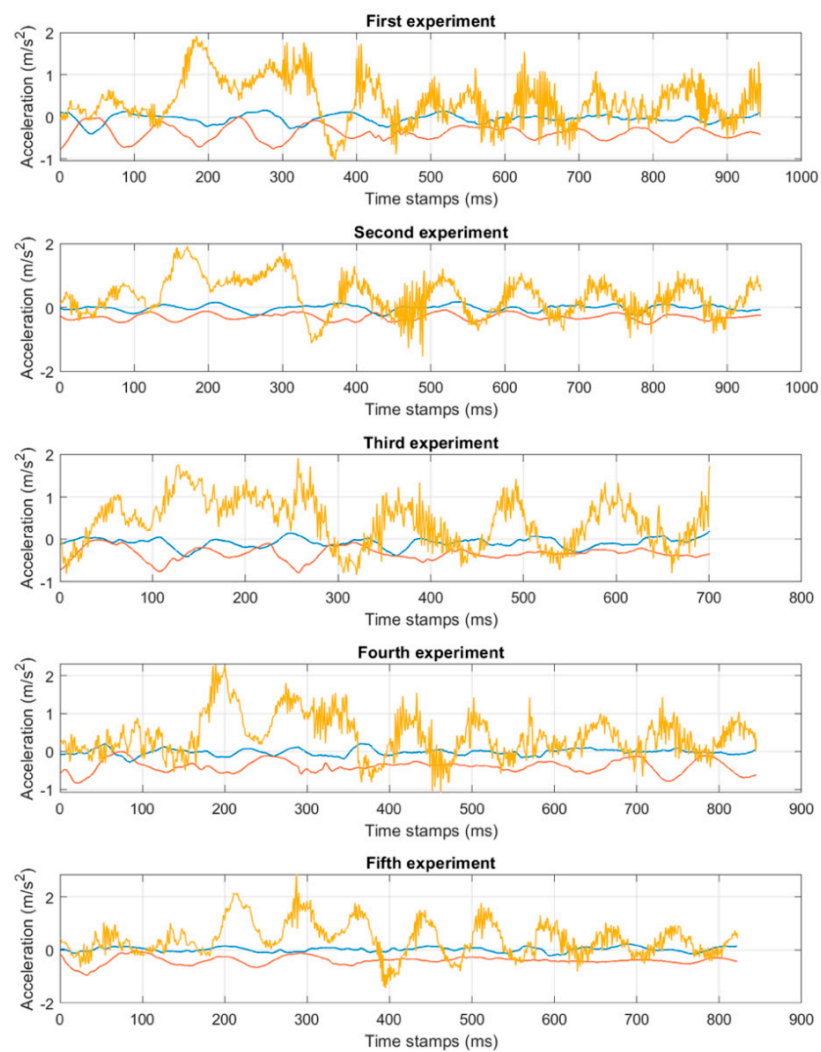 First experiment
Acceleration (m/s²)
2
1
0
-1
0 100 200 300 400 500 600 700 800 900 1000
Time stamps (ms)
Second experiment
Acceleration (m/s²)
2
0
-2
0 100 200 300 400 500 600 700 800 900 1000
Time stamps (ms)
Third experiment
Acceleration (m/s²)
2
1
0
-1
0 100 200 300 400 500 600 700 800
Time stamps (ms)
Fourth experiment
Acceleration (m/s²)
2
1
0
-1
0 100 200 300 400 500 600 700 800 900
Time stamps (ms)
Fifth experiment
Acceleration (m/s²)
2
0
-2
0 100 200 300 400 500 600 700 800 900
Time stamps (ms)